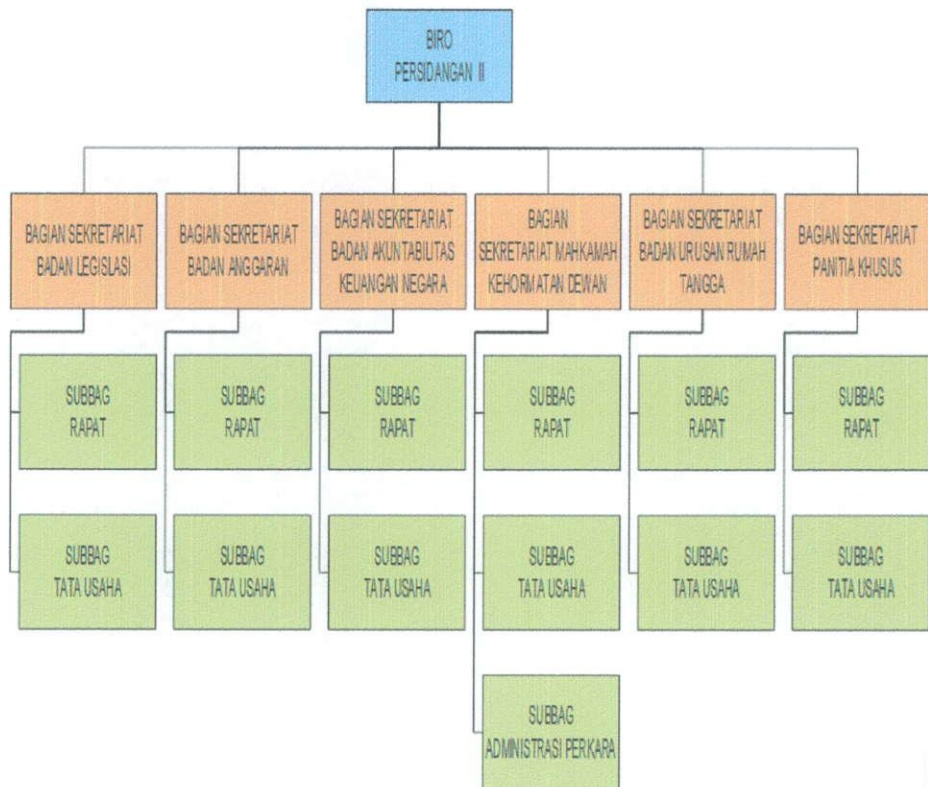 BIRO
PERSIDANGAN II
BAGIAN SEKRETARIAT
BADAN LEGISLASI
BAGIAN SEKRETARIAT
BADAN ANGGARAN
BAGIAN SEKRETARIAT
BADAN AKUNTABILITAS
KEUANGAN NEGARA
BAGIAN
SEKRETARIAT MAHKAMAH
KEHORMATAN DEWAN
BAGIAN SEKRETARIAT
BADAN URUSAN RUMAH
TANGGA
BAGIAN SEKRETARIAT
PANITIA KHUSUS
SUBBAG
RAPAT
SUBBAG
RAPAT
SUBBAG
RAPAT
SUBBAG
RAPAT
SUBBAG
RAPAT
SUBBAG
RAPAT
SUBBAG
TATA USAHA
SUBBAG
TATA USAHA
SUBBAG
TATA USAHA
SUBBAG
TATA USAHA
SUBBAG
TATA USAHA
SUBBAG
TATA USAHA
SUBBAG
ADMINISTRASI PERKARA